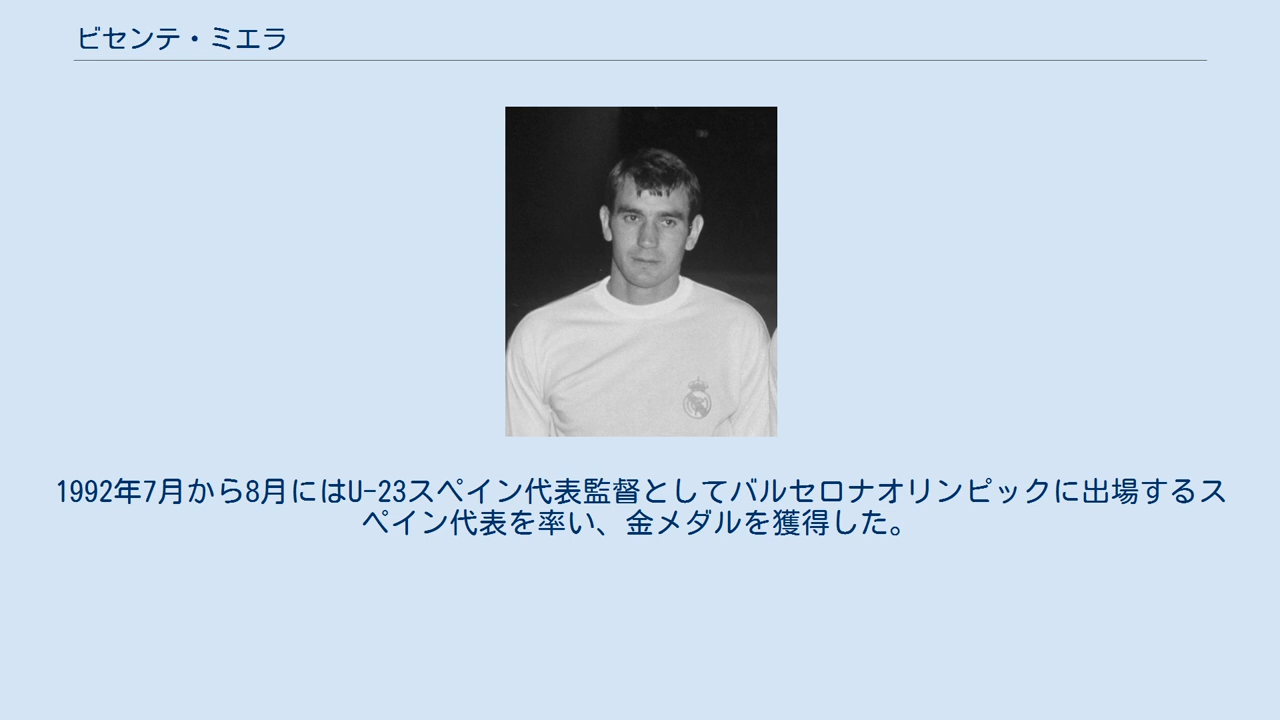 ビセンテ・ミエラ
1992年7月から8月にはU-23スペイン代表監督としてバルセロナオリンピックに出場するス
ペイン代表を率い、金メダルを獲得した。